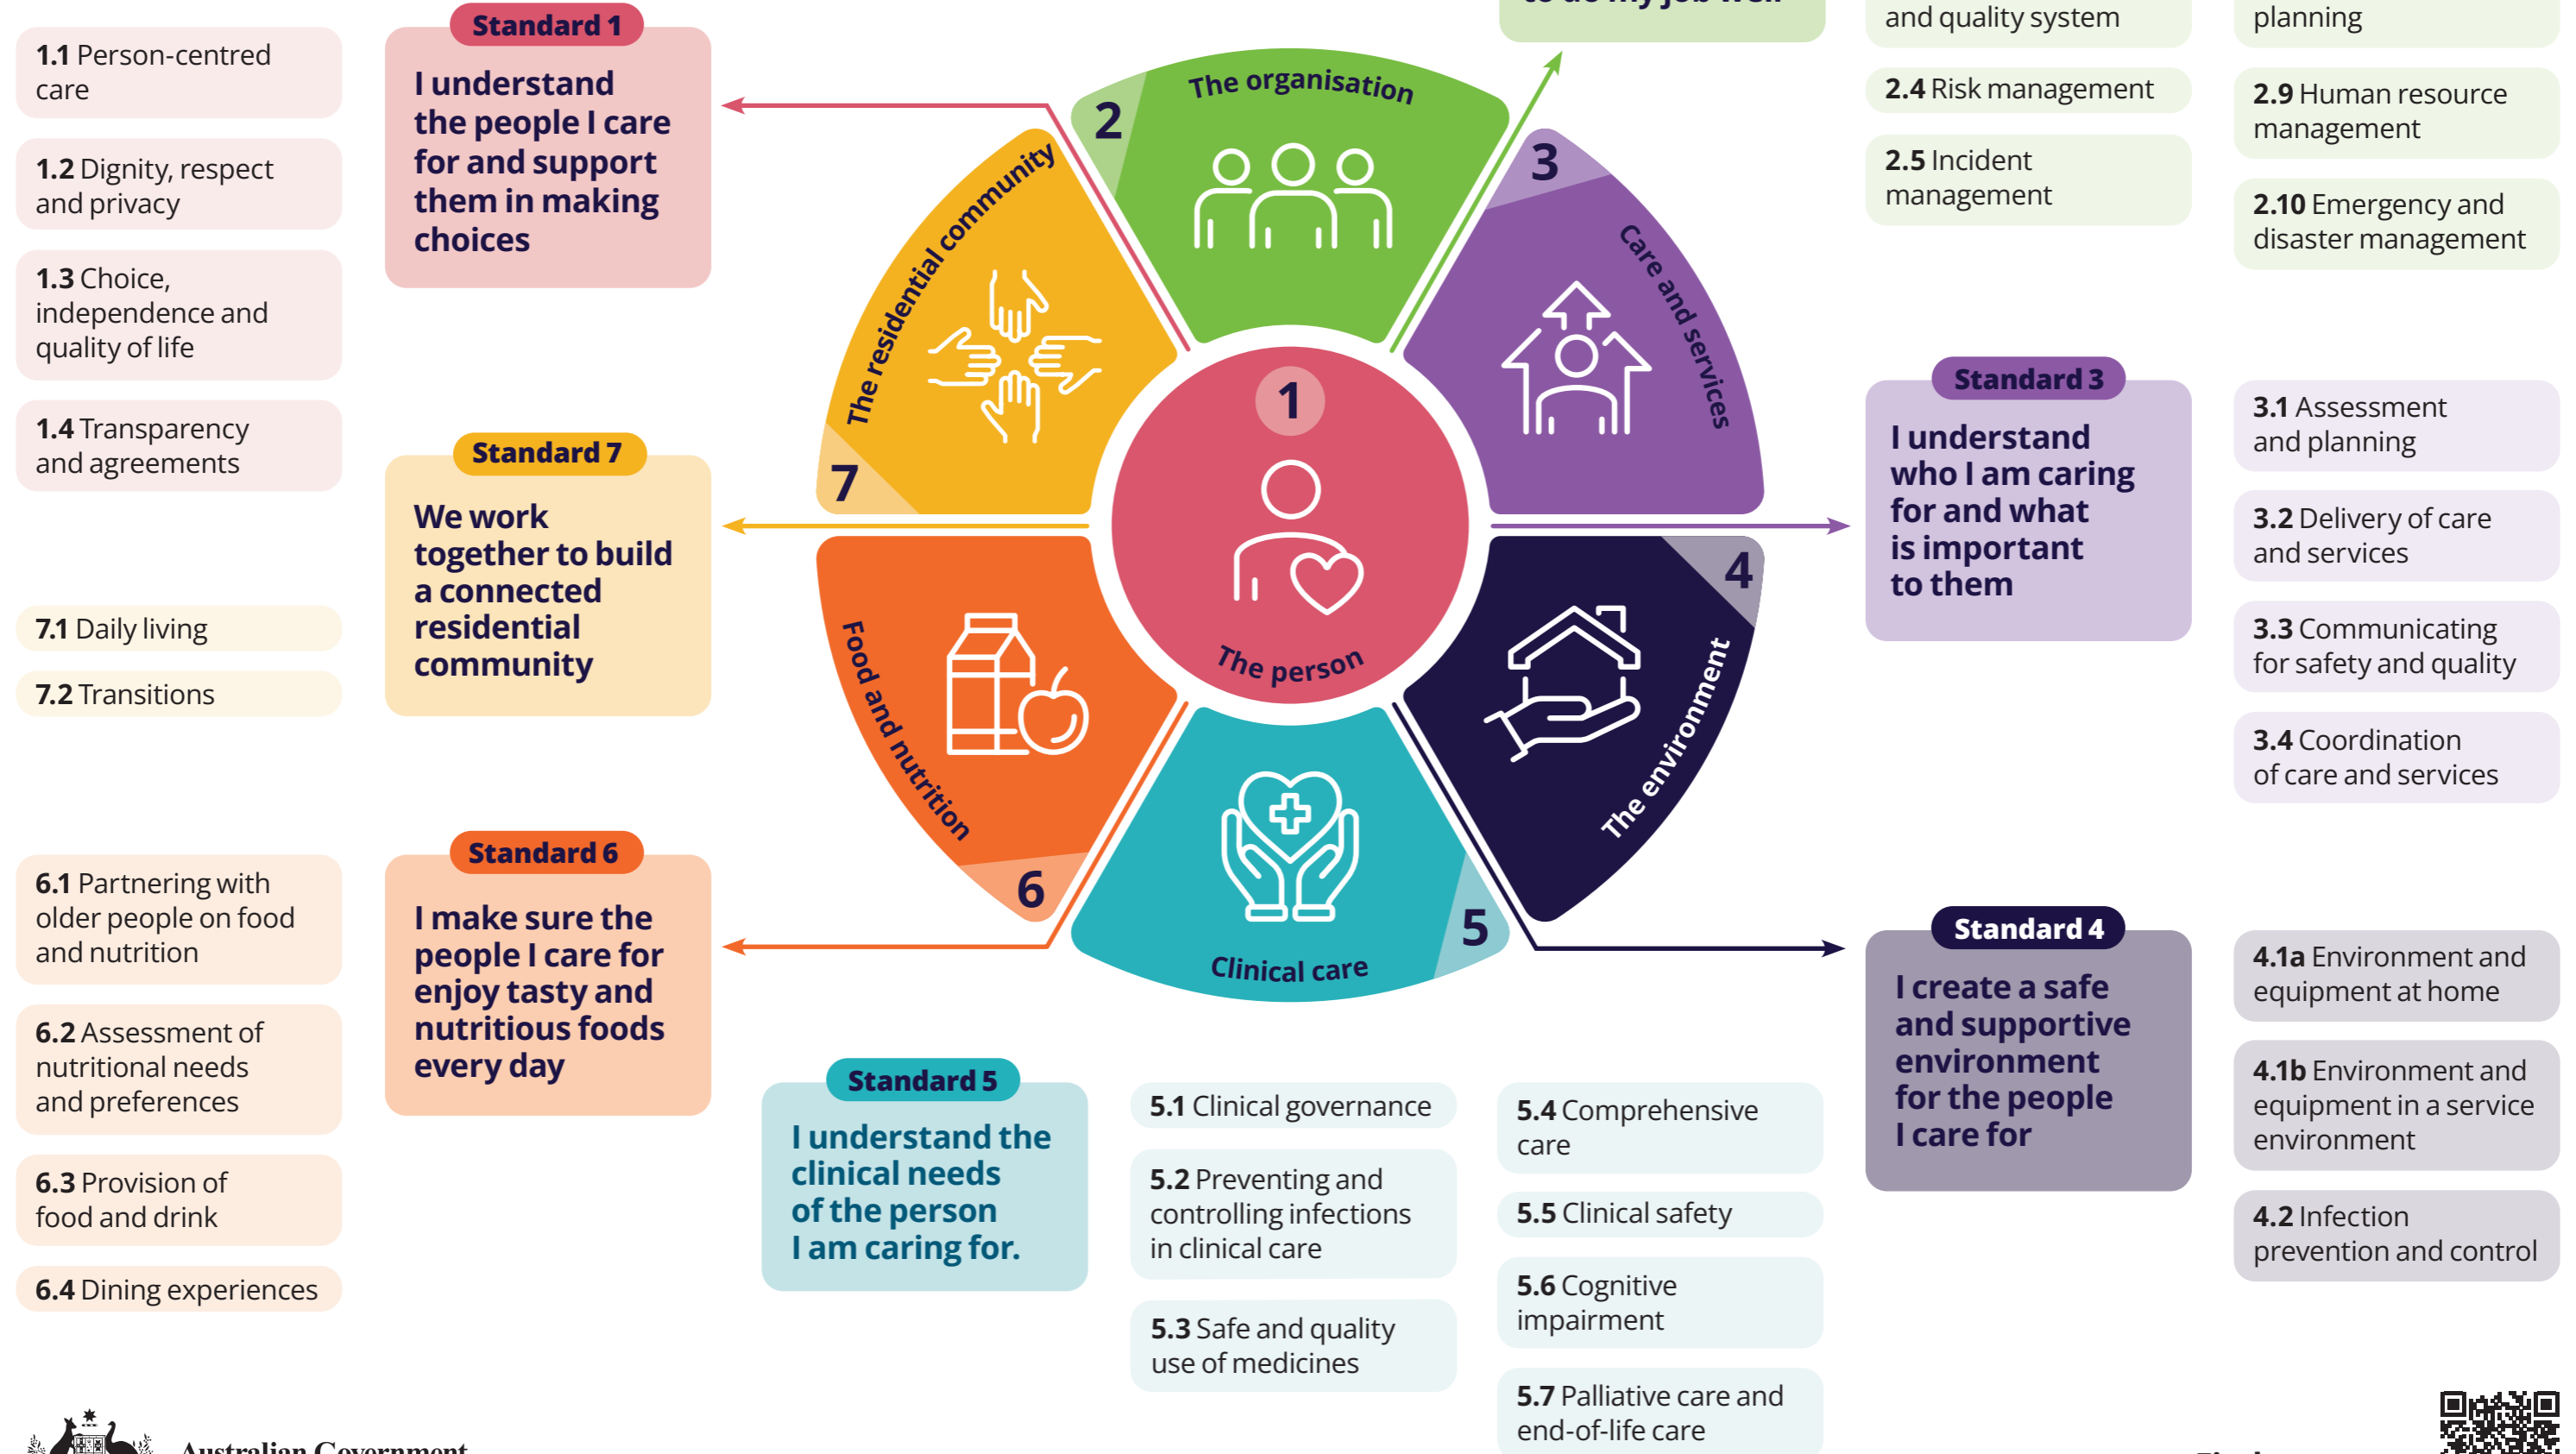 Standard 1
I understand
the people I care
for and support
them in making
choices
1.1 Person-centred
care
1.2 Dignity, respect
and privacy
1.3 Choice,
independence and
quality of life
1.4 Transparency
and agreements
to do my job well
and quality system
2.4 Risk management
2.5 Incident
management
planning
2.9 Human resource
management
2.10 Emergency and
disaster management
2
The organisation
3
Care and services
4
The environment
5
Clinical care
6
Food and nutrition
7
The residential community
1
The person
Standard 3
I understand
who I am caring
for and what
is important
to them
3.1 Assessment
and planning
3.2 Delivery of care
and services
3.3 Communicating
for safety and quality
3.4 Coordination
of care and services
Standard 7
We work
together to build
a connected
residential
community
7.1 Daily living
7.2 Transitions
Standard 4
I create a safe
and supportive
environment
for the people
I care for
4.1a Environment and
equipment at home
4.1b Environment and
equipment in a service
environment
4.2 Infection
prevention and control
Standard 6
I make sure the
people I care for
enjoy tasty and
nutritious foods
every day
6.1 Partnering with
older people on food
and nutrition
6.2 Assessment of
nutritional needs
and preferences
6.3 Provision of
food and drink
6.4 Dining experiences
Standard 5
I understand the
clinical needs
of the person
I am caring for.
5.1 Clinical governance
5.2 Preventing and
controlling infections
in clinical care
5.3 Safe and quality
use of medicines
5.4 Comprehensive
care
5.5 Clinical safety
5.6 Cognitive
impairment
5.7 Palliative care and
end-of-life care
Australian Government